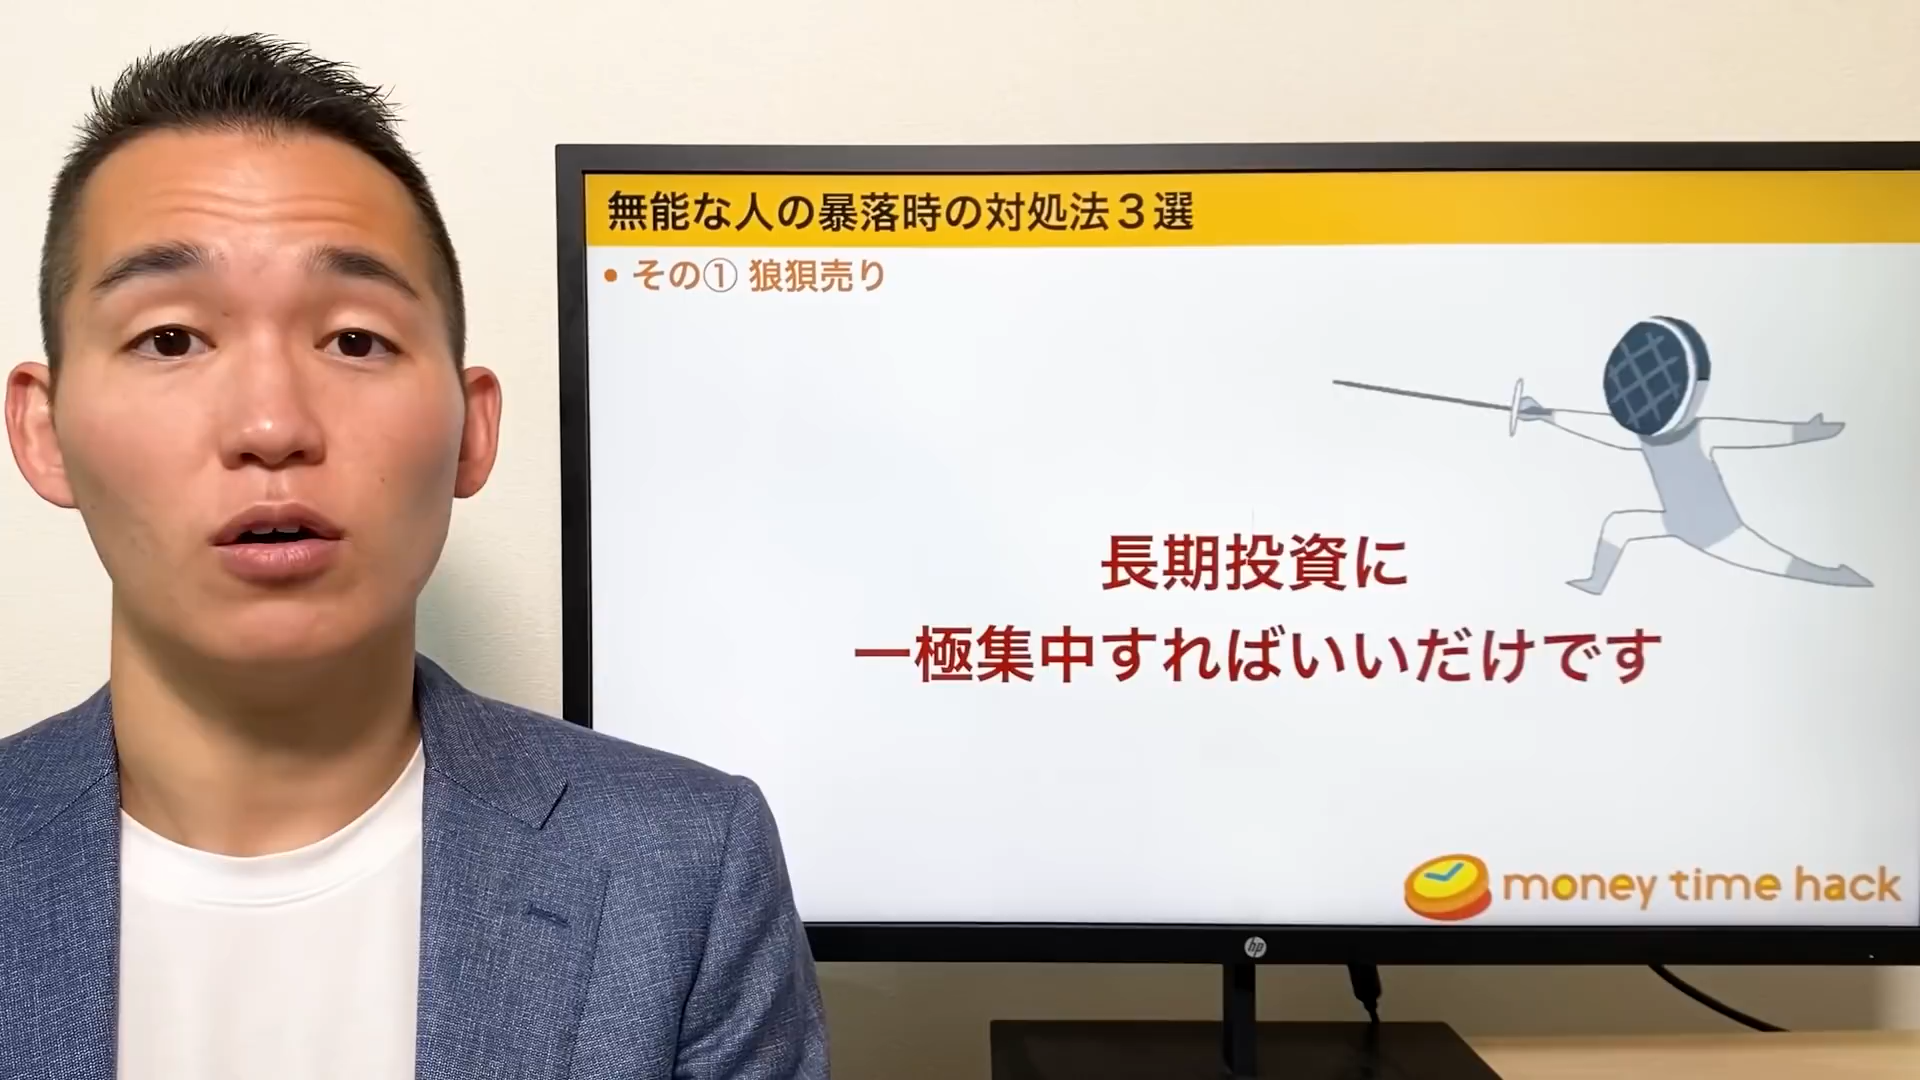 無能な人の暴落時の対処法３選
• その① 狼狽売り
長期投資に
一極集中すればいいだけです
money time hack
hp